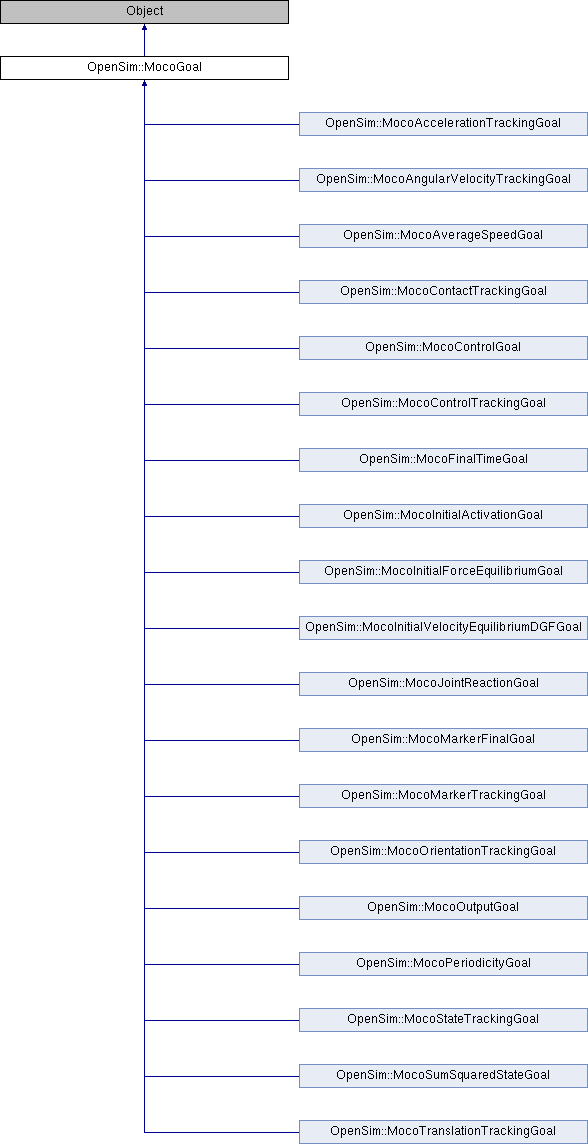 Object
OpenSim::MocoGoal
OpenSim::MocoAccelerationTrackingGoal
OpenSim::MocoAngularVelocityTrackingGoal
OpenSim::MocoAverageSpeedGoal
OpenSim::MocoContactTrackingGoal
OpenSim::MocoControlGoal
OpenSim::MocoControlTrackingGoal
OpenSim::MocoFinalTimeGoal
OpenSim::MocoInitialActivationGoal
OpenSim::MocoInitialForceEquilibriumGoal
OpenSim::MocoInitialVelocityEquilibriumDGFGoal
OpenSim::MocoJointReactionGoal
OpenSim::MocoMarkerFinalGoal
OpenSim::MocoMarkerTrackingGoal
OpenSim::MocoOrientationTrackingGoal
OpenSim::MocoOutputGoal
OpenSim::MocoPeriodicityGoal
OpenSim::MocoStateTrackingGoal
OpenSim::MocoSumSquaredStateGoal
OpenSim::MocoTranslationTrackingGoal